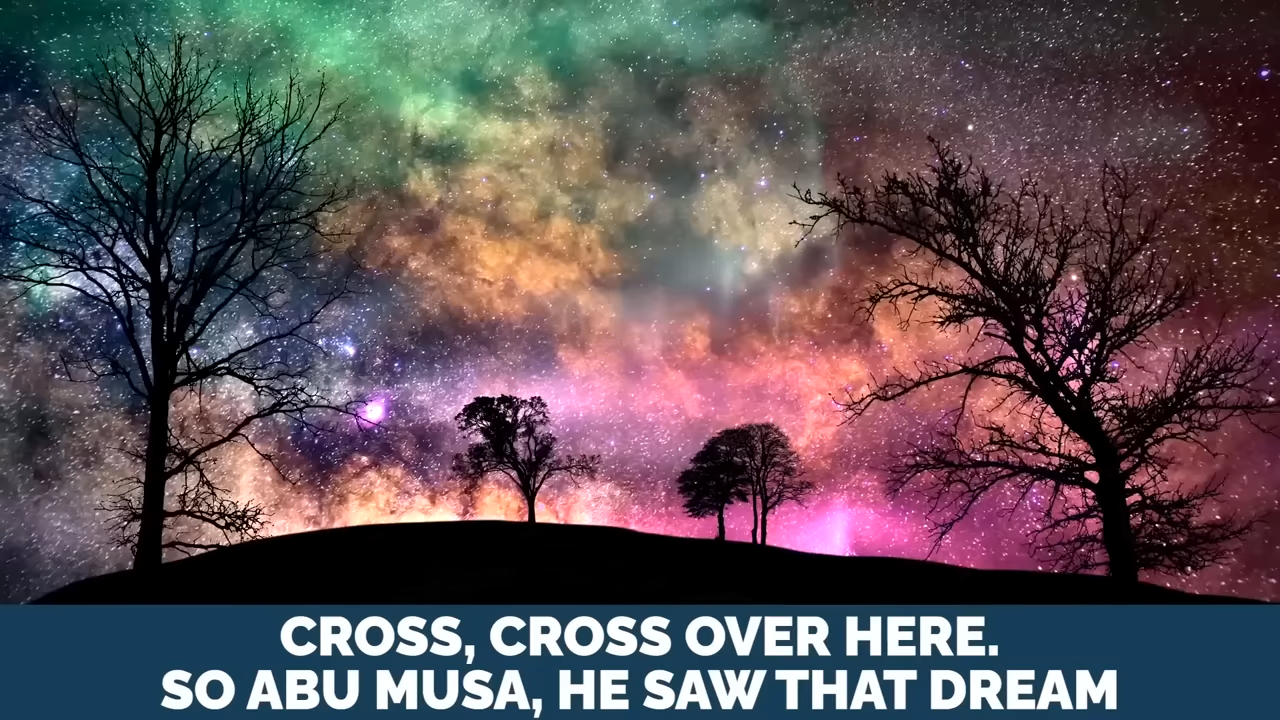 CROSS, CROSS OVER HERE.
SO ABU MUSA, HE SAW THAT DREAM